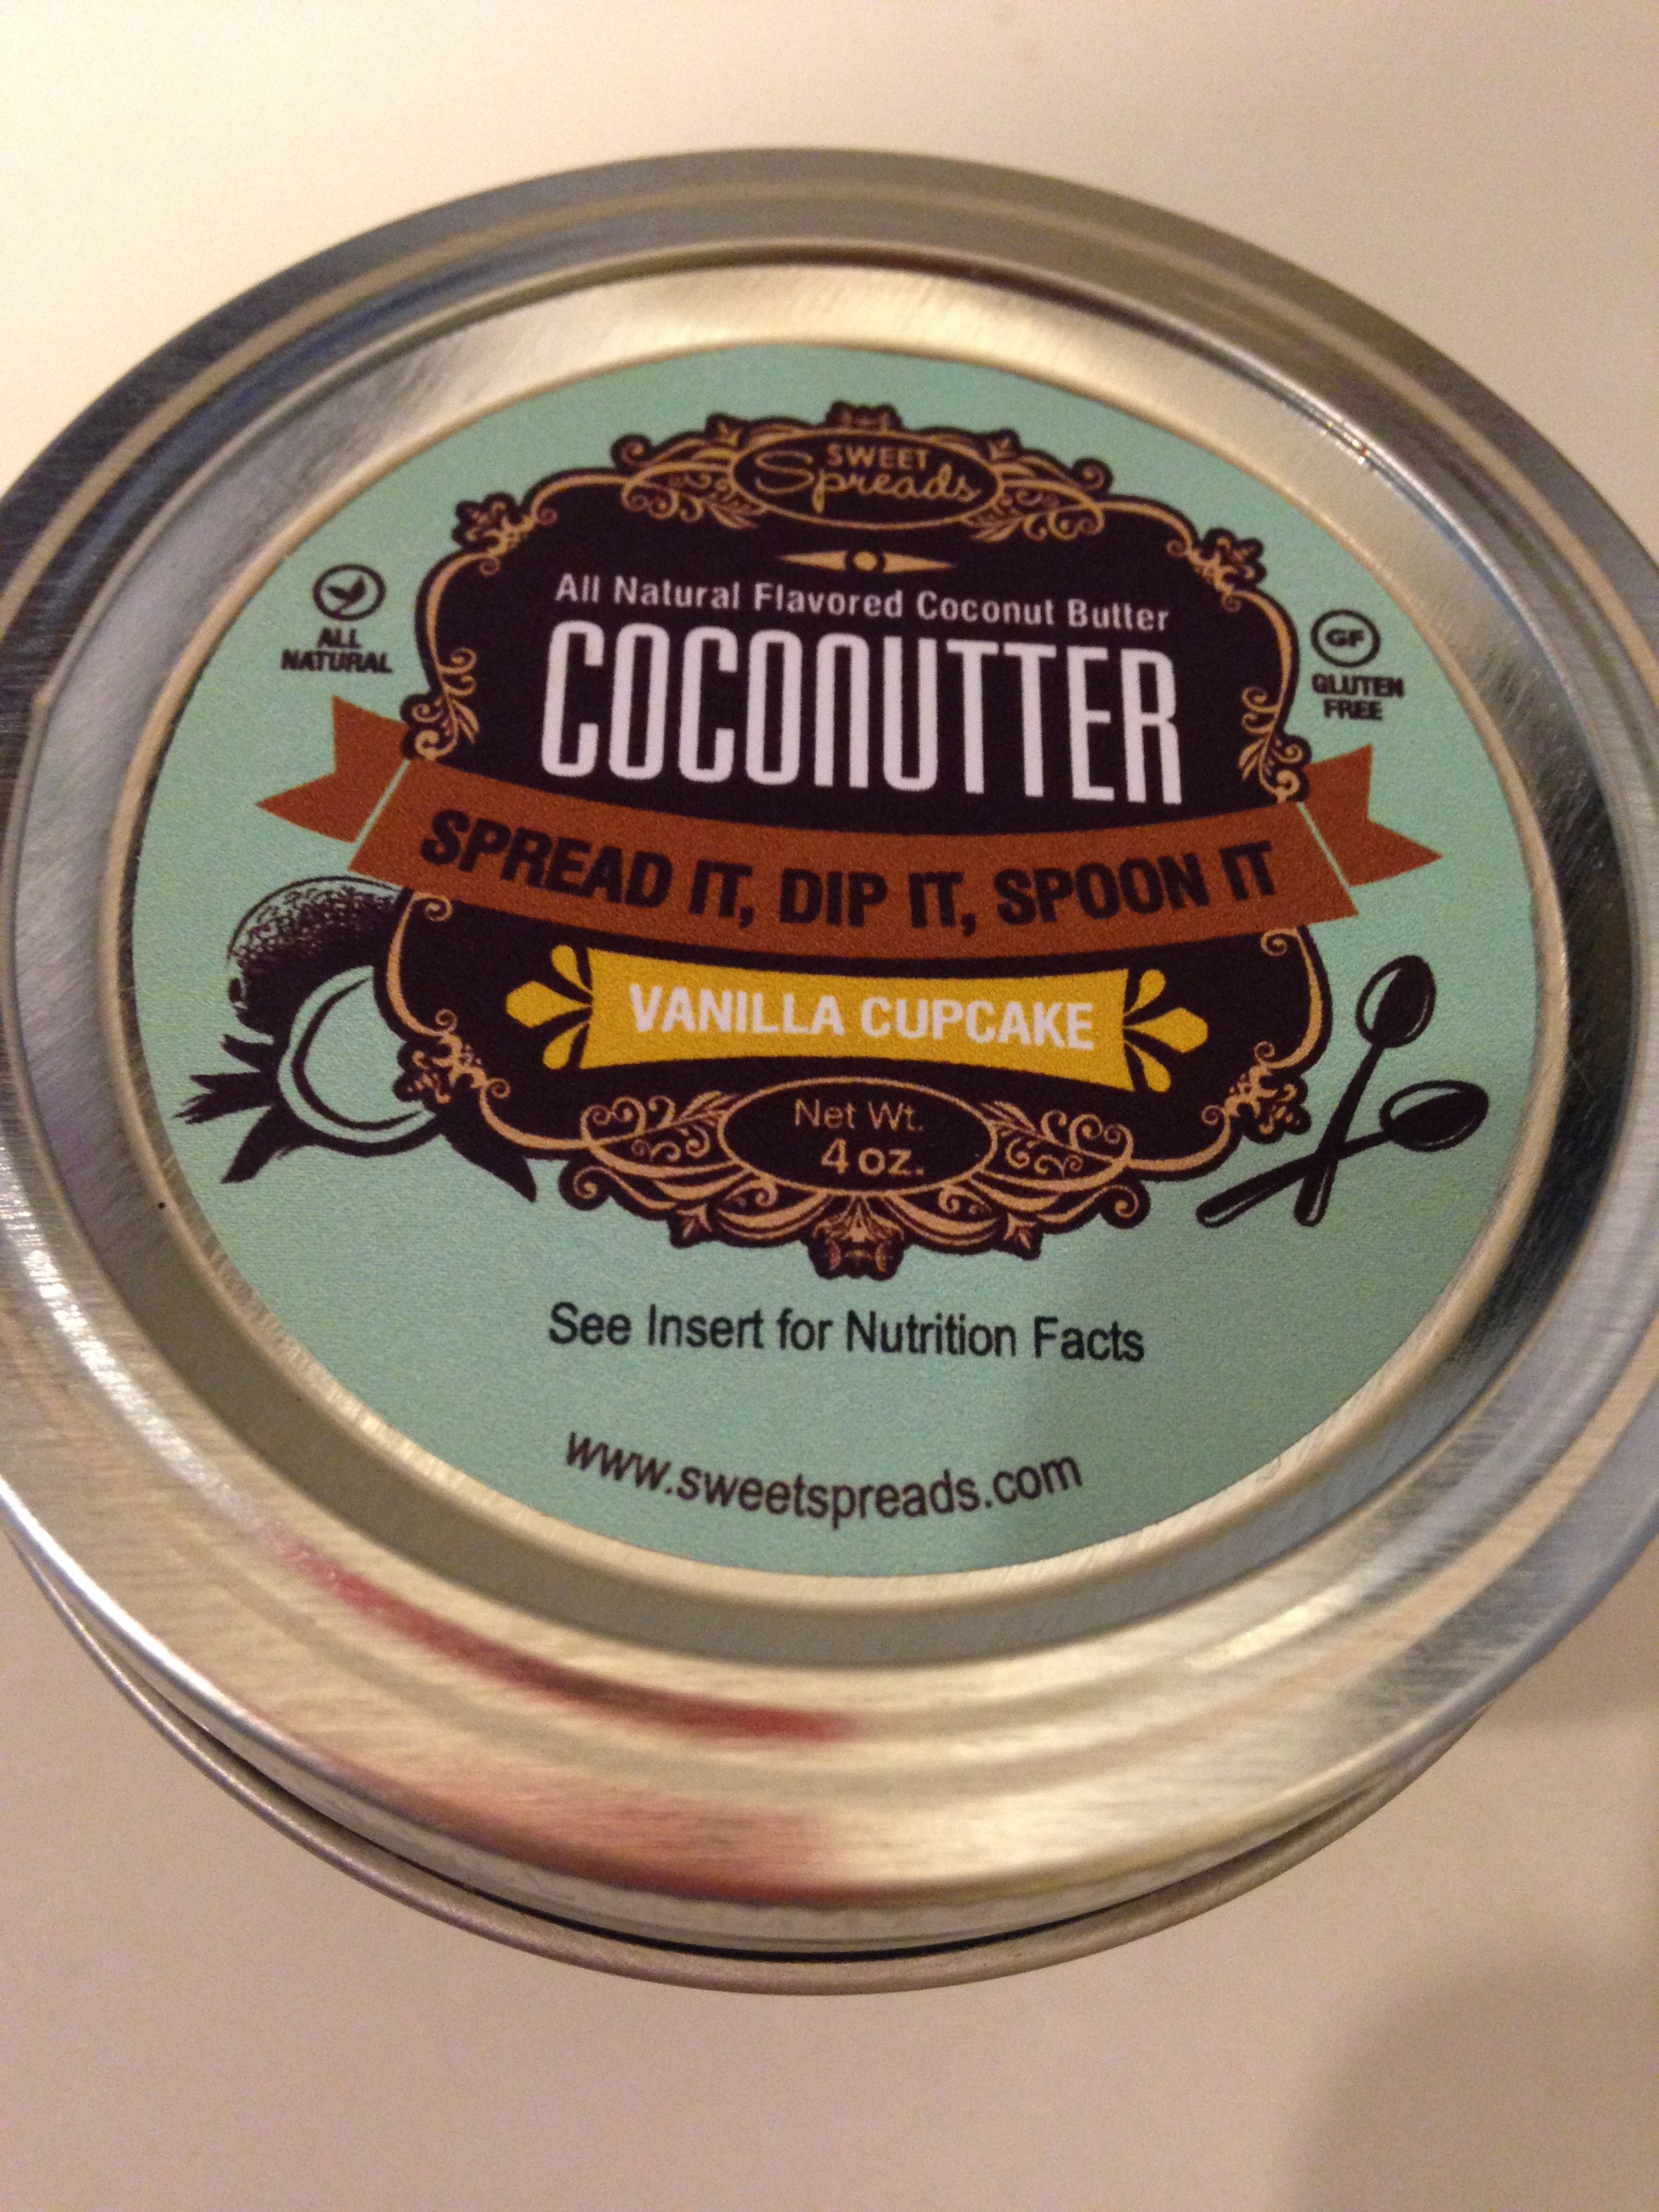 SWEET
Spreads
All Natural Flavored Coconut Butter
COCONUTTER
ALL
NATURAL
GF
GLUTEN
FREE
SPREAD IT, DIP IT, SPOON IT
VANILLA CUPCAKE
Net Wt.
4 oz.
See Insert for Nutrition Facts
www.sweetspreads.com